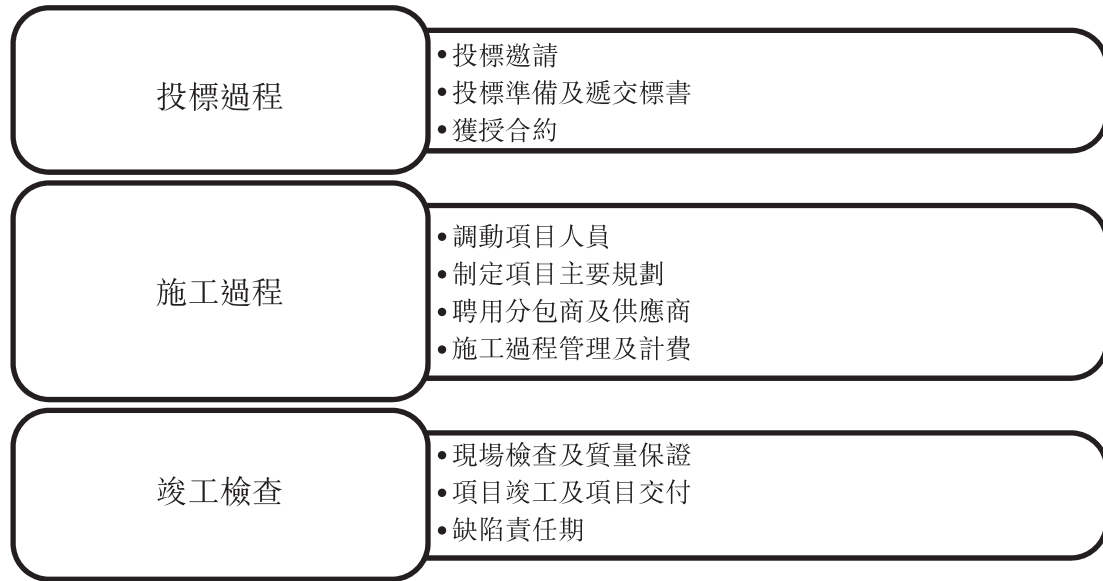 投標過程
•投標邀請
•投標準備及遞交標書
•獲授合約
施工過程
•調動項目人員
•制定項目主要規劃
•聘用分包商及供應商
•施工過程管理及計費
竣工檢查
•現場檢查及質量保證
•項目竣工及項目交付
•缺陷責任期